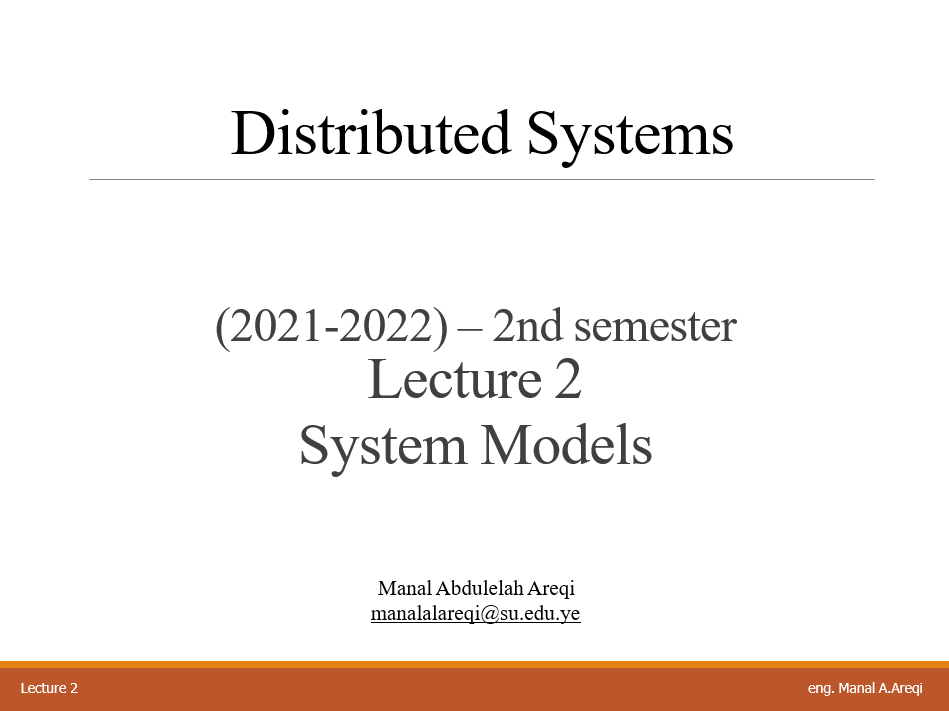 Distributed Systems
(2021-2022) – 2nd semester
Lecture 2
System Models
Manal Abdulelah Areqi
manalalareqi@su.edu.ye
Lecture 2
eng. Manal A.Areqi